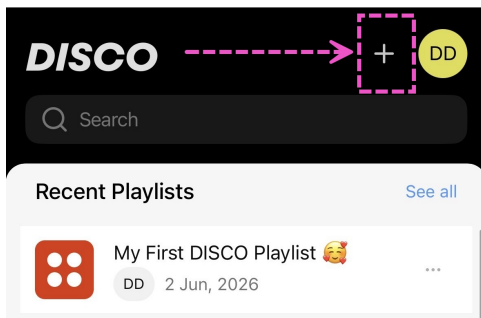 DISCO + DD
Search
Recent Playlists See all
My First DISCO Playlist 🥰
DD 2 Jun, 2026